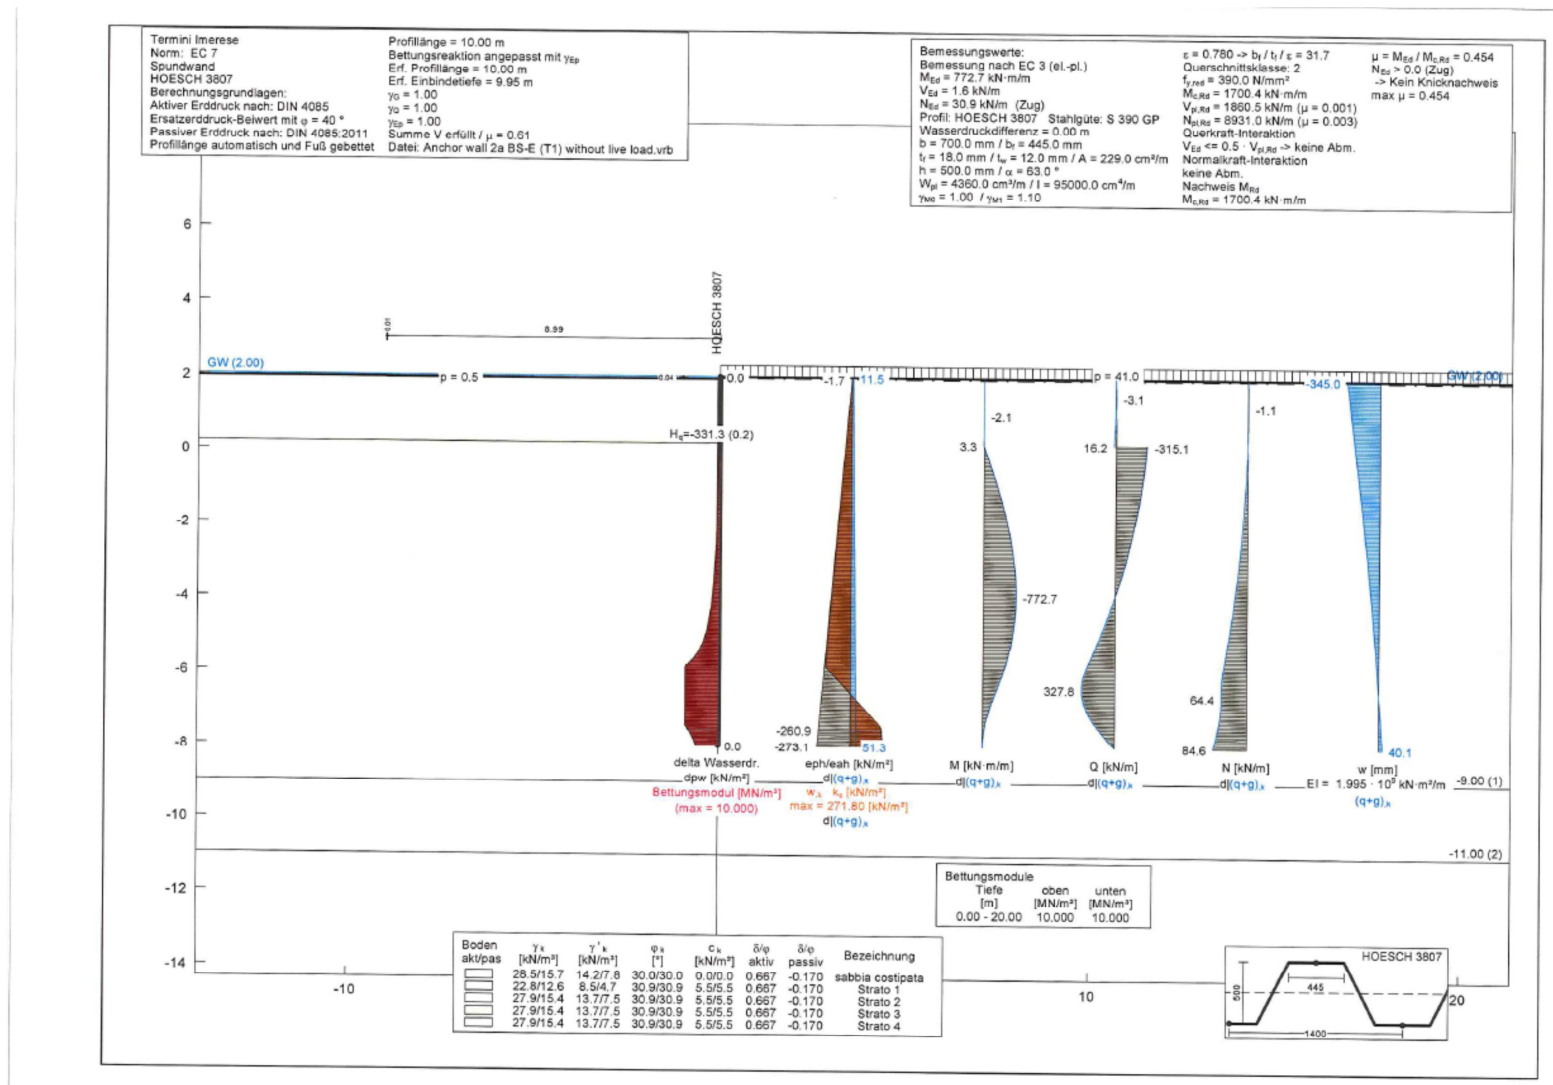 Termini Imerese
Norm: EC 7
Spundwand
HOESCH 3807
Berechnungsgrundlagen:
Aktiver Erddruck nach: DIN 4085
Ersatzerddruck-Beiwert mit φ = 40 °
Passiver Erddruck nach: DIN 4085:2011
Profillänge automatisch und Fuß gebettet
Profillänge = 10.00 m
Bettungsreaktion angepasst mit γEp
Erf. Profillänge = 10.00 m
Erf. Einbindetiefe = 9.95 m
γG = 1.00
γQ = 1.00
γEp = 1.00
Summe V erfüllt / μ = 0.61
Datei: Anchor wall 2a BS-E (T1) without live load.vrb
Bemessungswerte:
Bemessung nach EC 3 (el.-pl.)
MEd = 772.7 kN·m/m
VEd = 1.6 kN/m
NEd = 30.9 kN/m (Zug)
Profil: HOESCH 3807 Stahlgüte: S 390 GP
Wasserdruckdifferenz = 0.00 m
b = 700.0 mm / bf = 445.0 mm
tf = 18.0 mm / tw = 12.0 mm / A = 229.0 cm²/m
h = 500.0 mm / α = 63.0 °
Wpl = 4360.0 cm³/m / I = 95000.0 cm⁴/m
γM0 = 1.00 / γM1 = 1.10
ε = 0.780 -> bf / tf / ε = 31.7
Querschnittsklasse: 2
fy,red = 390.0 N/mm²
Mc,Rd = 1700.4 kN·m/m
Vpl,Rd = 1860.5 kN/m (μ = 0.001)
Npl,Rd = 8931.0 kN/m (μ = 0.003)
Querkraft-Interaktion
VEd <= 0.5 · Vpl,Rd -> keine Abm.
Normalkraft-Interaktion
keine Abm.
Nachweis MRd
Mc,Rd = 1700.4 kN·m/m
μ = MEd / Mc,Rd = 0.454
NEd > 0.0 (Zug)
-> Kein Knicknachweis
max μ = 0.454
6
4
2
0
-2
-4
-6
-8
-10
-12
-14
HOESCH 3807
0.01
8.99
GW (2.00)
p = 0.5
0.04
0.0
-1.7
11.5
p = 41.0
-345.0
GW (2.00)
-2.1
-3.1
-1.1
Hq=-331.3 (0.2)
3.3
16.2
-315.1
-772.7
327.8
64.4
-260.9
0.0
-273.1
51.3
84.6
40.1
delta Wasserdr.
dpw [kN/m²]
Bettungsmodul [MN/m³]
(max = 10.000)
eph/eah [kN/m²]
d|(q+g),k
w,k · ks [kN/m²]
max = 271.80 [kN/m²]
d|(q+g),k
M [kN·m/m]
d|(q+g),k
Q [kN/m]
d|(q+g),k
N [kN/m]
d|(q+g),k
w [mm]
EI = 1.995 · 10⁵ kN·m²/m
(q+g),k
-9.00 (1)
-11.00 (2)
Bettungsmodule
Tiefe oben unten
[m] [MN/m³] [MN/m³]
0.00 - 20.00 10.000 10.000
Boden γk γ'k φk ck δ/φ δ/φ Bezeichnung
akt/pas [kN/m³] [kN/m³] [°] [kN/m²] aktiv passiv
28.5/15.7 14.2/7.8 30.0/30.0 0.0/0.0 0.667 -0.170 sabbia costipata
22.8/12.6 8.5/4.7 30.9/30.9 5.5/5.5 0.667 -0.170 Strato 1
27.9/15.4 13.7/7.5 30.9/30.9 5.5/5.5 0.667 -0.170 Strato 2
27.9/15.4 13.7/7.5 30.9/30.9 5.5/5.5 0.667 -0.170 Strato 3
27.9/15.4 13.7/7.5 30.9/30.9 5.5/5.5 0.667 -0.170 Strato 4
-10
10
20
HOESCH 3807
500
445
1400